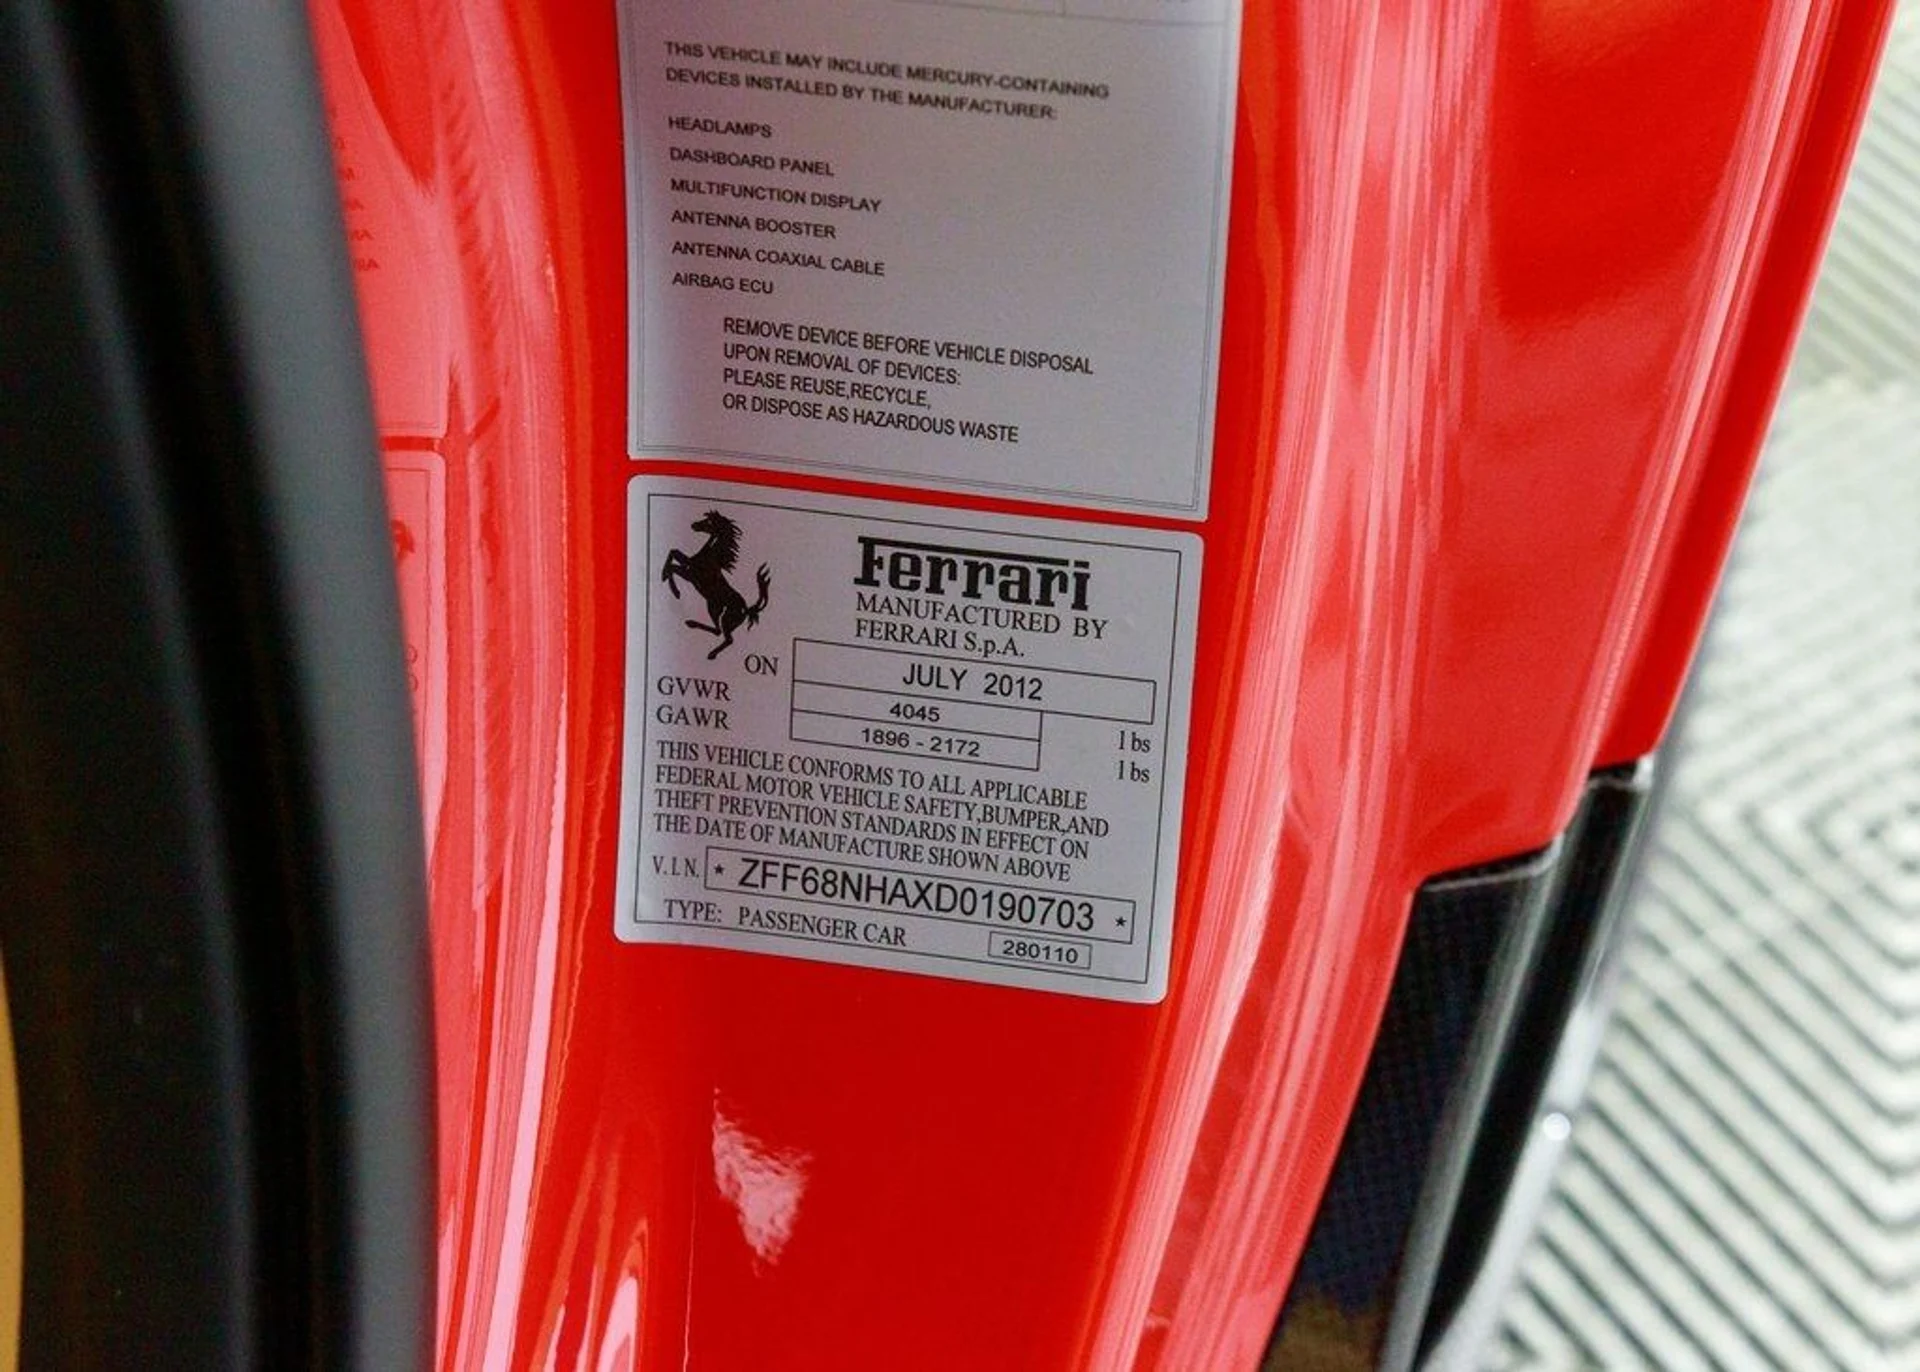 THIS VEHICLE MAY INCLUDE MERCURY-CONTAINING
DEVICES INSTALLED BY THE MANUFACTURER:
HEADLAMPS
DASHBOARD PANEL
MULTIFUNCTION DISPLAY
ANTENNA BOOSTER
ANTENNA COAXIAL CABLE
AIRBAG ECU
REMOVE DEVICE BEFORE VEHICLE DISPOSAL
UPON REMOVAL OF DEVICES:
PLEASE REUSE,RECYCLE,
OR DISPOSE AS HAZARDOUS WASTE
Ferrari
MANUFACTURED BY
FERRARI S.p.A.
ON JULY 2012
GVWR 4045 lbs
GAWR 1896 - 2172 lbs
THIS VEHICLE CONFORMS TO ALL APPLICABLE
FEDERAL MOTOR VEHICLE SAFETY,BUMPER,AND
THEFT PREVENTION STANDARDS IN EFFECT ON
THE DATE OF MANUFACTURE SHOWN ABOVE
V.I.N. * ZFF68NHAXD0190703 *
TYPE: PASSENGER CAR 280110